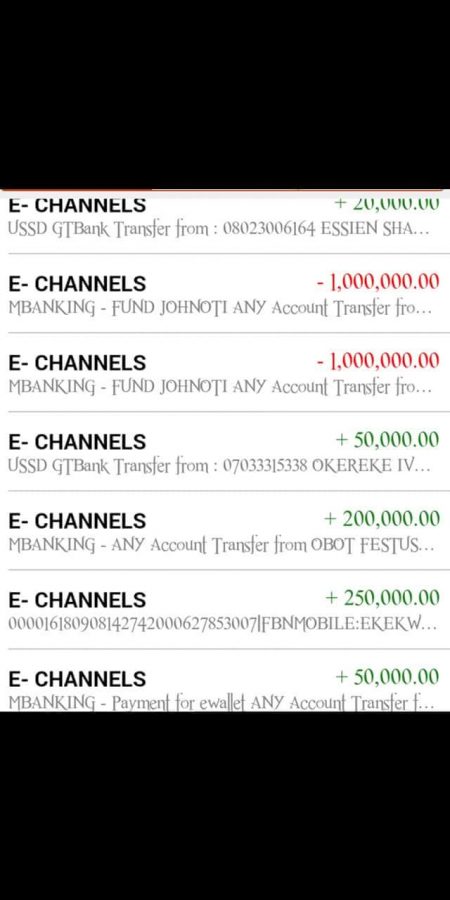 E- CHANNELS
+ 20,000.00
USSD GTBank Transfer from : 08023006164 ESSIEN SHA...
E- CHANNELS
- 1,000,000.00
MBANKING - FUND JOHNOTI ANY Account Transfer fro...
E- CHANNELS
- 1,000,000.00
MBANKING - FUND JOHNOTI ANY Account Transfer fro...
E- CHANNELS
+ 50,000.00
USSD GTBank Transfer from : 07033315338 OKEREKE IV...
E- CHANNELS
+ 200,000.00
MBANKING - ANY Account Transfer from OBOT FESTUS...
E- CHANNELS
+ 250,000.00
000016180908142742000627853007|FBNMOBILE:EKEKW...
E- CHANNELS
+ 50,000.00
MBANKING - Payment for ewallet ANY Account Transfer f...